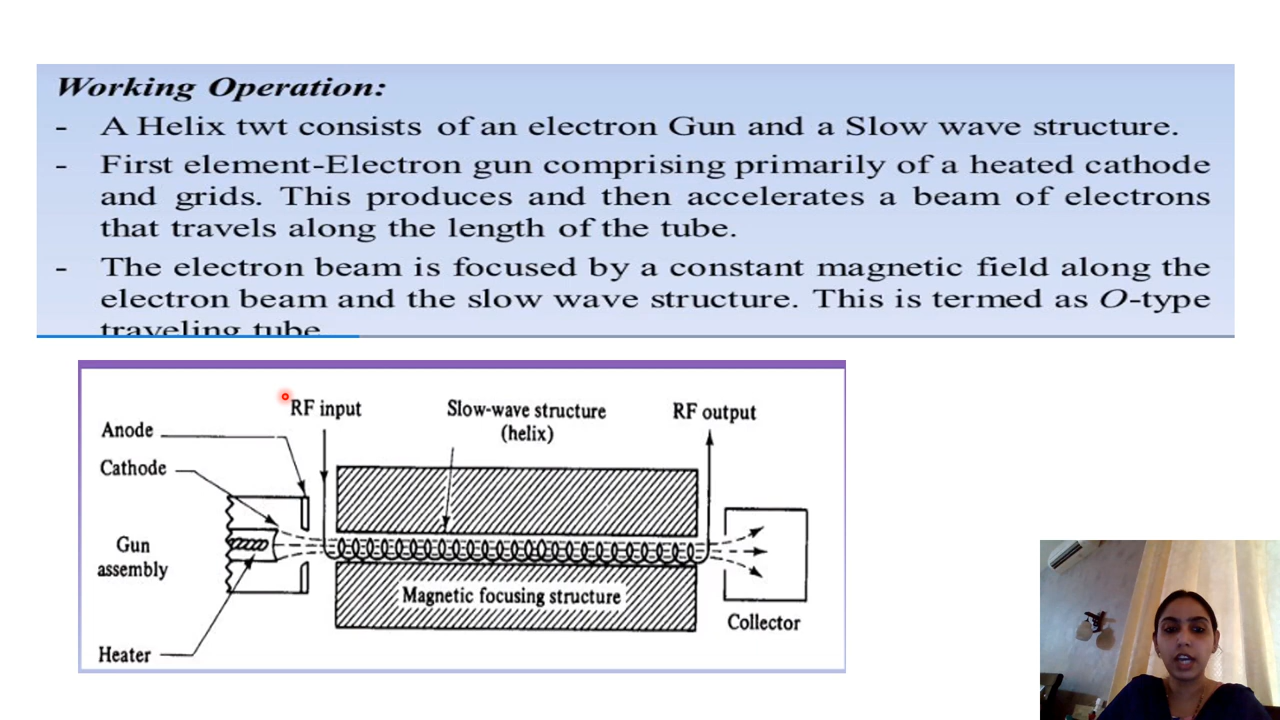 Working Operation:
- A Helix twt consists of an electron Gun and a Slow wave structure.
- First element-Electron gun comprising primarily of a heated cathode
and grids. This produces and then accelerates a beam of electrons
that travels along the length of the tube.
- The electron beam is focused by a constant magnetic field along the
electron beam and the slow wave structure. This is termed as O-type
traveling tube
RF input
Slow-wave structure
(helix)
RF output
Anode
Cathode
Gun
assembly
Magnetic focusing structure
Collector
Heater